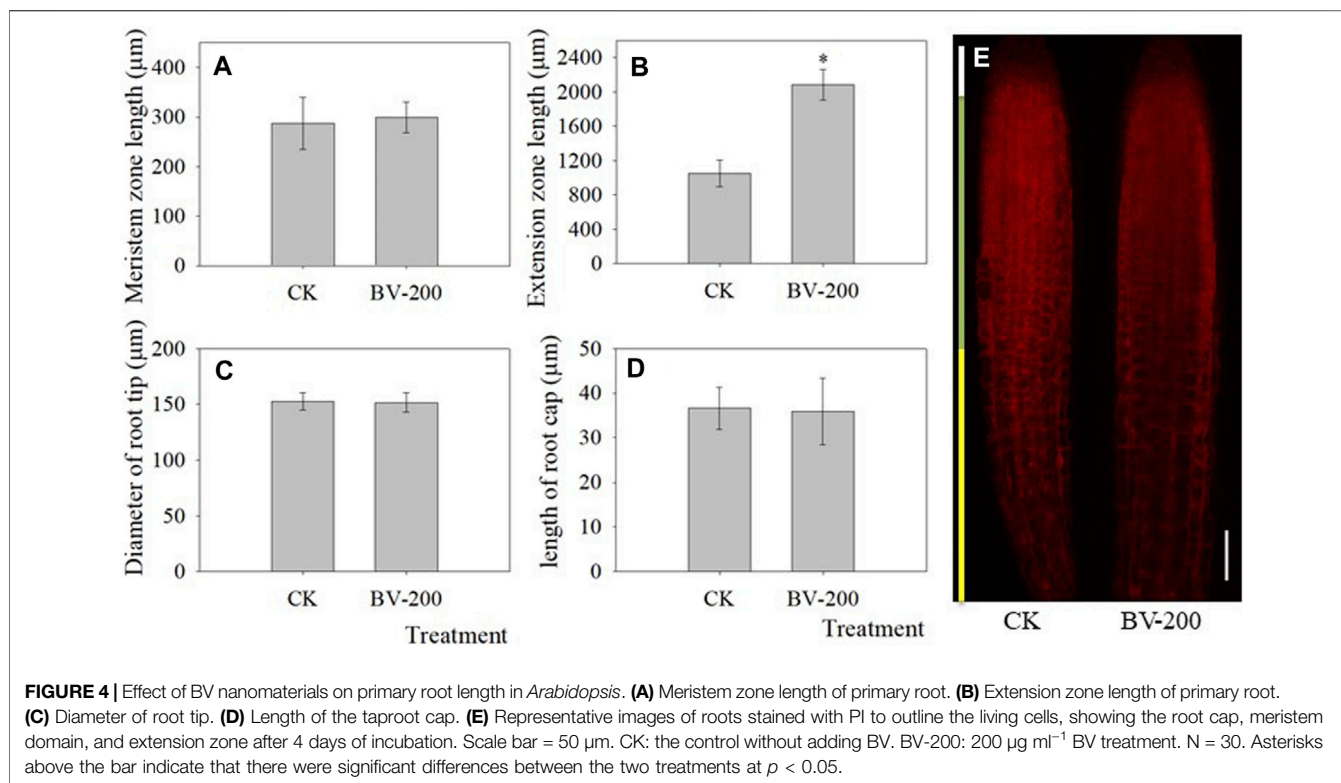 A
Meristem zone length (µm)
400
300
200
100
0
CK BV-200
B
Extension zone length (µm)
2400
2000
1600
1200
800
400
0
*
CK BV-200
C
Diameter of root tip (µm)
200
150
100
50
0
CK BV-200
Treatment
D
length of root cap (µm)
50
40
30
20
10
0
CK BV-200
Treatment
E
CK BV-200
FIGURE 4 | Effect of BV nanomaterials on primary root length in Arabidopsis. (A) Meristem zone length of primary root. (B) Extension zone length of primary root.
(C) Diameter of root tip. (D) Length of the taproot cap. (E) Representative images of roots stained with PI to outline the living cells, showing the root cap, meristem
domain, and extension zone after 4 days of incubation. Scale bar = 50 µm. CK: the control without adding BV. BV-200: 200 µg ml⁻¹ BV treatment. N = 30. Asterisks
above the bar indicate that there were significant differences between the two treatments at p < 0.05.